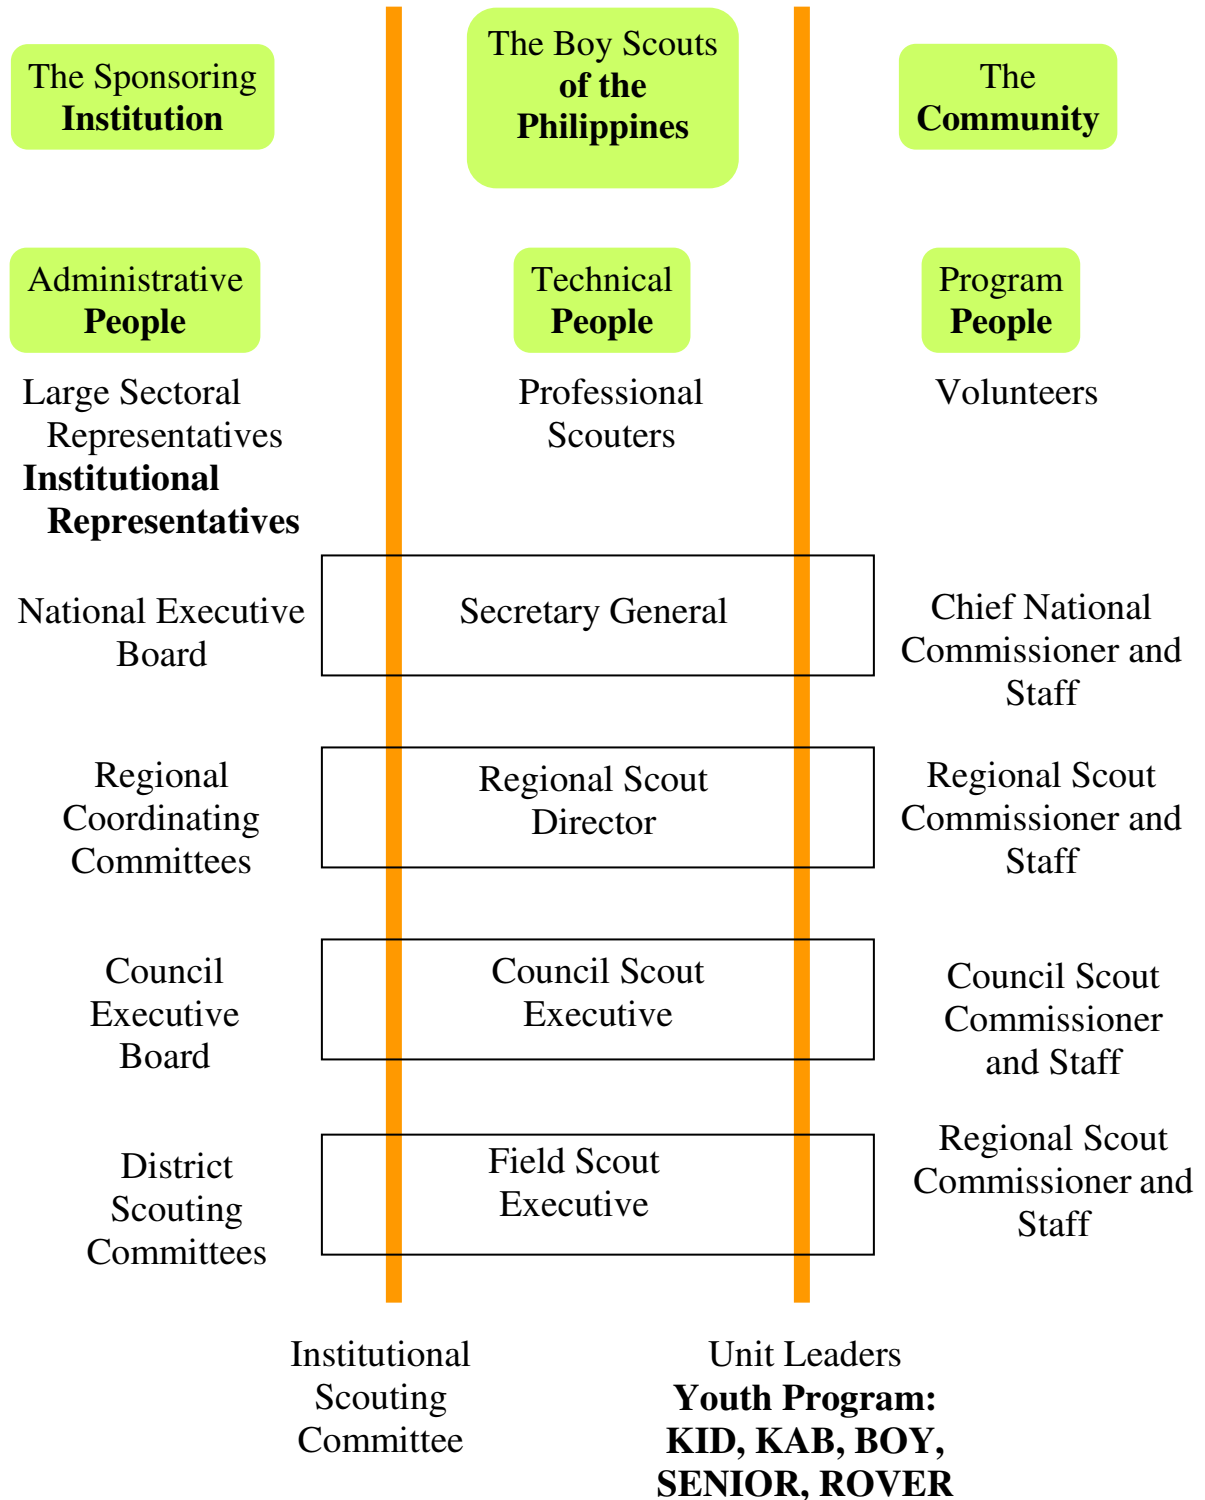 The Sponsoring
Institution
The Boy Scouts
of the
Philippines
The
Community
Administrative
People
Technical
People
Program
People
Large Sectoral
Representatives
Institutional
Representatives
Professional
Scouters
Volunteers
National Executive
Board
Secretary General
Chief National
Commissioner and
Staff
Regional
Coordinating
Committees
Regional Scout
Director
Regional Scout
Commissioner and
Staff
Council
Executive
Board
Council Scout
Executive
Council Scout
Commissioner
and Staff
District
Scouting
Committees
Field Scout
Executive
Regional Scout
Commissioner and
Staff
Institutional
Scouting
Committee
Unit Leaders
Youth Program:
KID, KAB, BOY,
SENIOR, ROVER